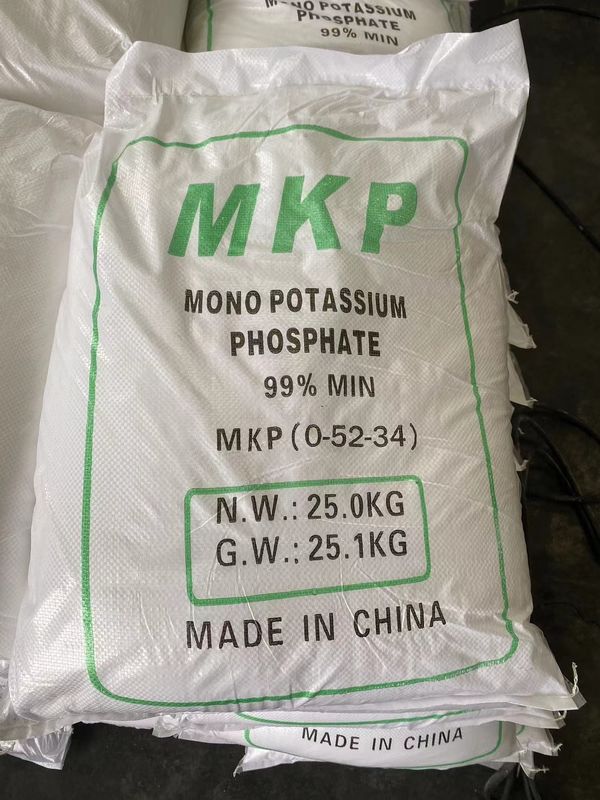 MONO POTASSIUM
PHOSPHATE
99% MIN
MKP
MONO POTASSIUM
PHOSPHATE
99% MIN
MKP (0-52-34)
N.W.: 25.0KG
G.W.: 25.1KG
MADE IN CHINA
MADE IN CHINA